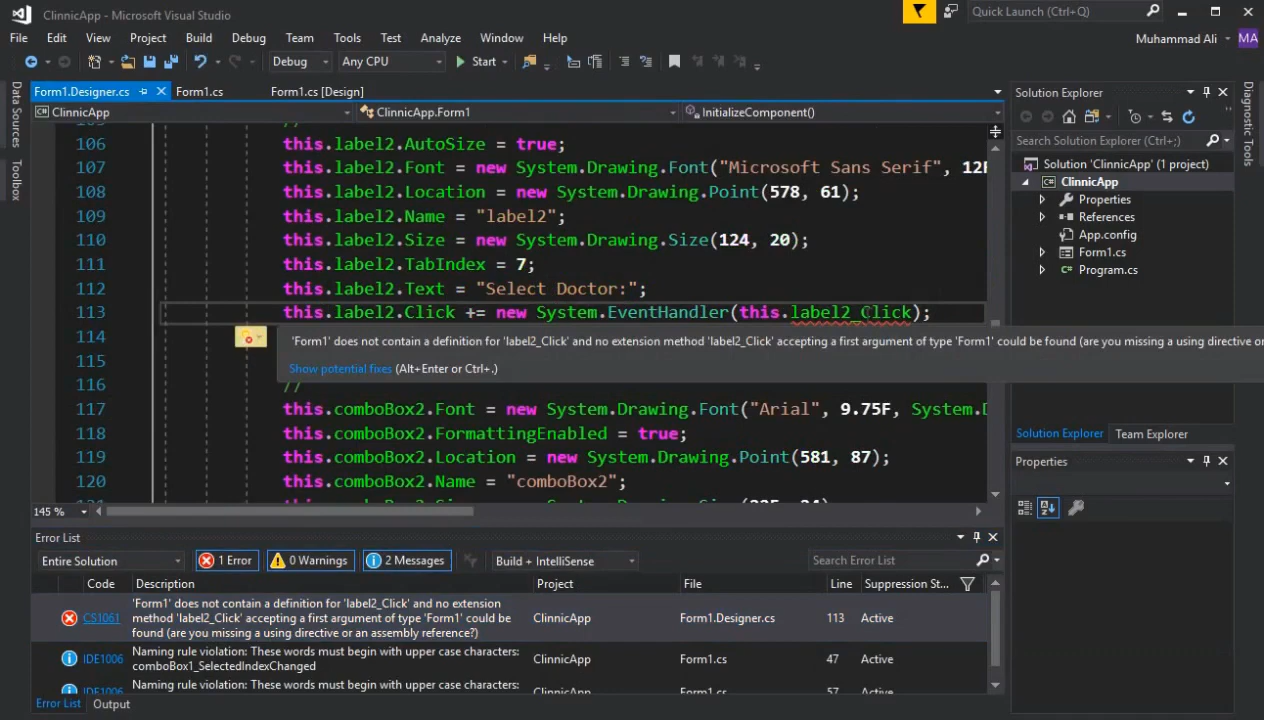 ClinnicApp - Microsoft Visual Studio
Quick Launch (Ctrl+Q)
File Edit View Project Build Debug Team Tools Test Analyze Window Help
Muhammad Ali MA
Debug Any CPU Start
Data Sources
Toolbox
Form1.Designer.cs Form1.cs Form1.cs [Design]
ClinnicApp ClinnicApp.Form1 InitializeComponent()
106 this.label2.AutoSize = true;
107 this.label2.Font = new System.Drawing.Font("Microsoft Sans Serif",
108 this.label2.Location = new System.Drawing.Point(578, 61);
109 this.label2.Name = "label2";
110 this.label2.Size = new System.Drawing.Size(124, 20);
111 this.label2.TabIndex = 7;
112 this.label2.Text = "Select Doctor:";
113 this.label2.Click += new System.EventHandler(this.label2_Click);
114
'Form1' does not contain a definition for 'label2_Click' and no extension method 'label2_Click' accepting a first argument of type 'Form1' could be found (are you missing a using directive or
115
Show potential fixes (Alt+Enter or Ctrl+.)
116 //
117 this.comboBox2.Font = new System.Drawing.Font("Arial", 9.75F,
118 this.comboBox2.FormattingEnabled = true;
119 this.comboBox2.Location = new System.Drawing.Point(581, 87);
120 this.comboBox2.Name = "comboBox2";
145 %
Solution Explorer
Search Solution Explorer (Ctrl+;)
Solution 'ClinnicApp' (1 project)
ClinnicApp
Properties
References
App.config
Form1.cs
Program.cs
Diagnostic Tools
Solution Explorer Team Explorer
Properties
Error List
Entire Solution 1 Error 0 Warnings 2 Messages Build + IntelliSense Search Error List
Code Description Project File Line Suppression St...
CS1061 'Form1' does not contain a definition for 'label2_Click' and no extension
method 'label2_Click' accepting a first argument of type 'Form1' could be
found (are you missing a using directive or an assembly reference?)
ClinnicApp Form1.Designer.cs 113 Active
IDE1006 Naming rule violation: These words must begin with upper case characters:
comboBox1_SelectedIndexChanged
ClinnicApp Form1.cs 47 Active
IDE1006 Naming rule violation: These words must begin with upper case characters:
ClinnicApp Form1.cs 57 Active
Error List Output